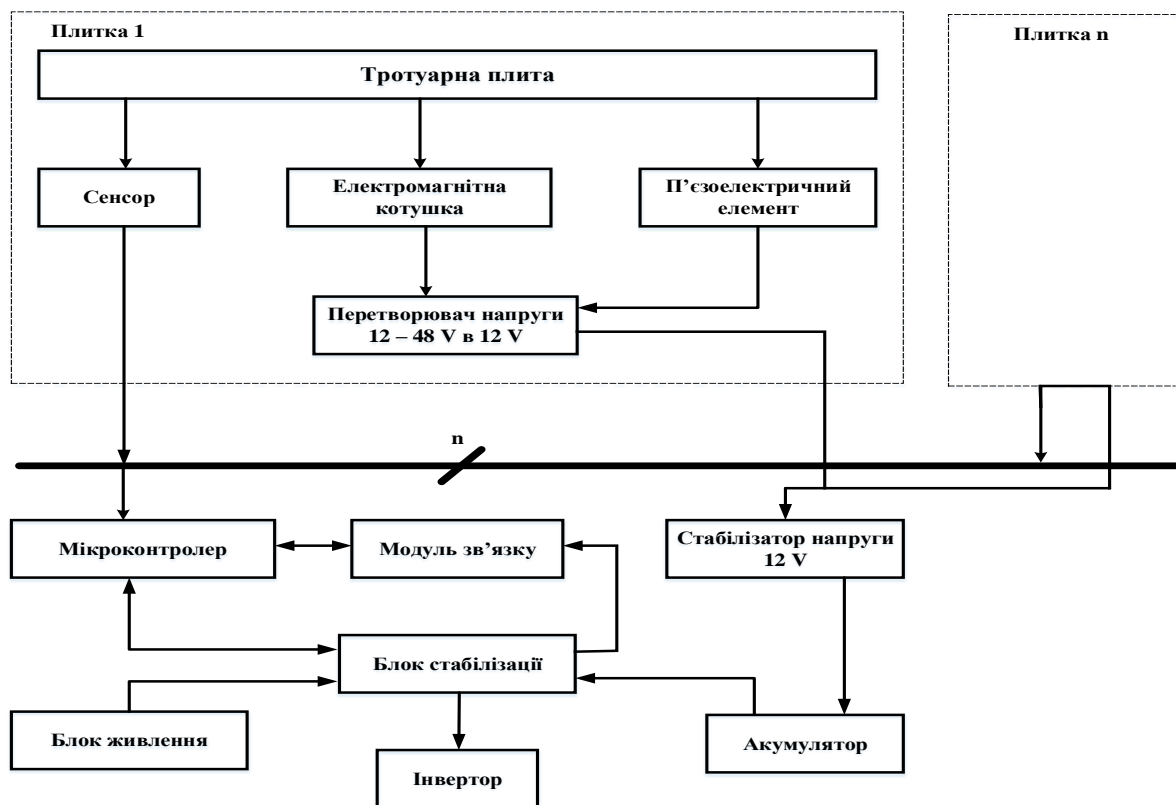 Плитка 1
Плитка n
Тротуарна плита
Сенсор
Електромагнітна
котушка
П’єзоелектричний
елемент
Перетворювач напруги
12 – 48 V в 12 V
n
Мікроконтролер
Модуль зв’язку
Стабілізатор напруги
12 V
Блок стабілізації
Блок живлення
Інвертор
Акумулятор